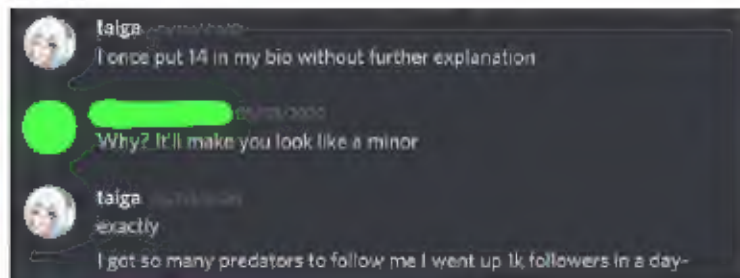 taiga
I once put 14 in my bio without further explanation
Why? It'll make you look like a minor
taiga
exactly
I got so many predators to follow me I went up 1k followers in a day-